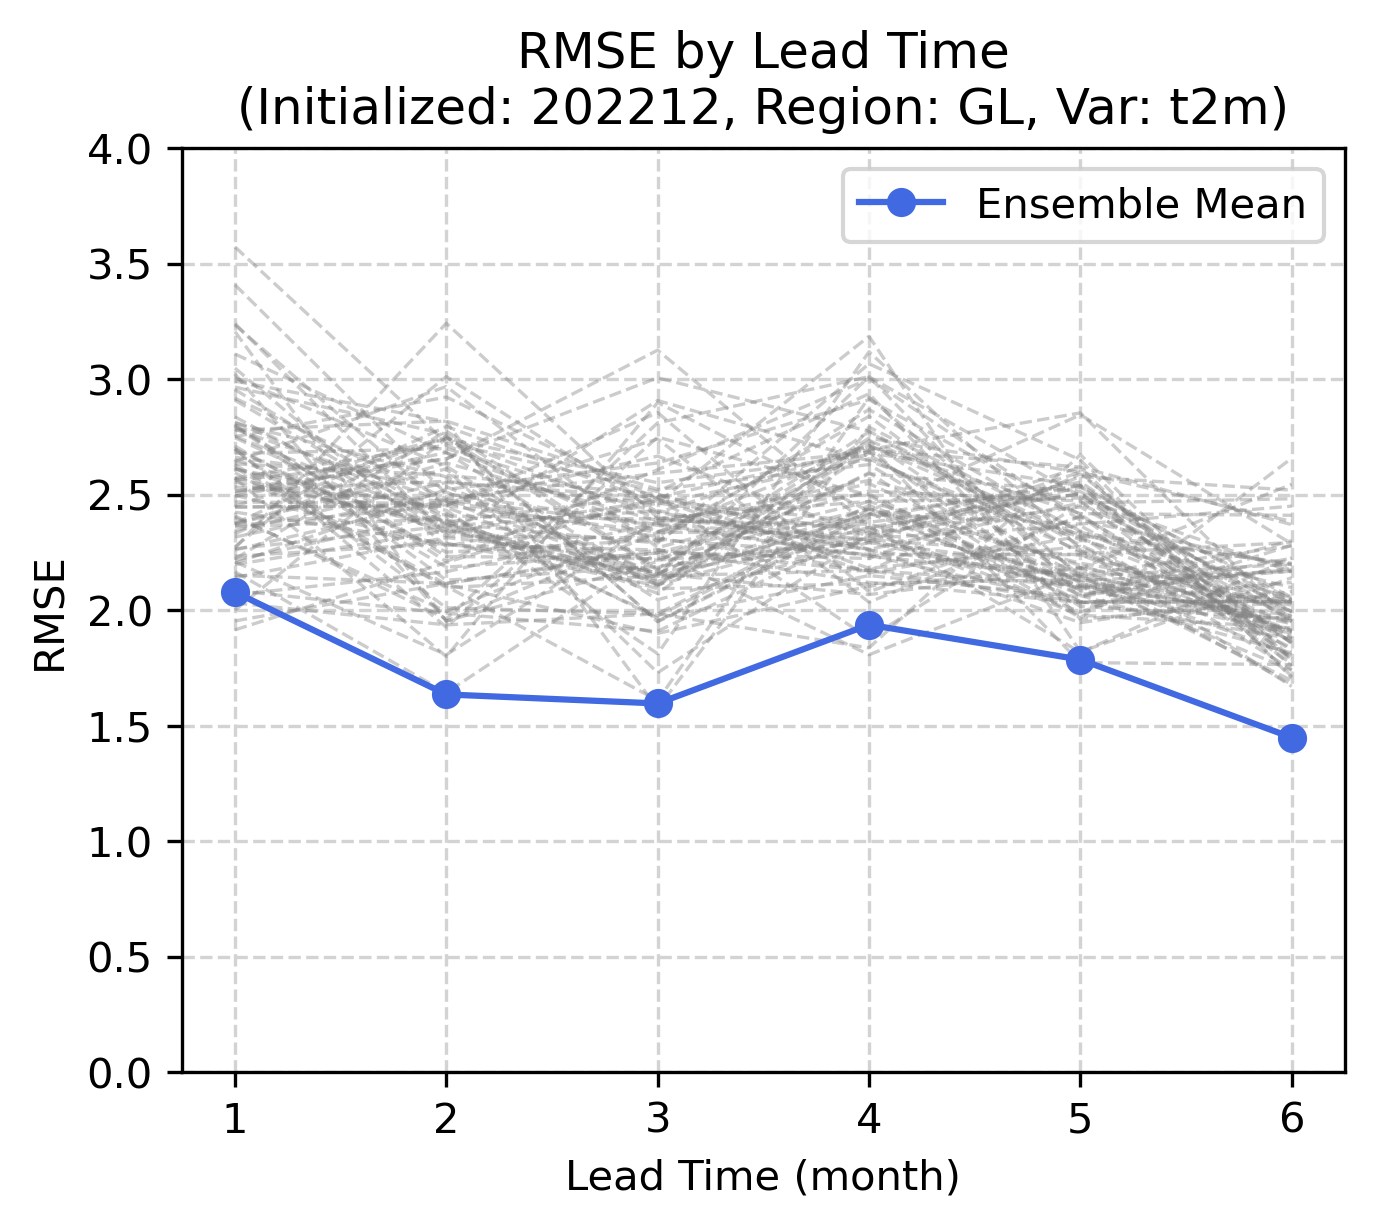 RMSE by Lead Time
(Initialized: 202212, Region: GL, Var: t2m)
4.0
3.5
3.0
2.5
2.0
1.5
1.0
0.5
0.0
RMSE
Ensemble Mean
1 2 3 4 5 6
Lead Time (month)